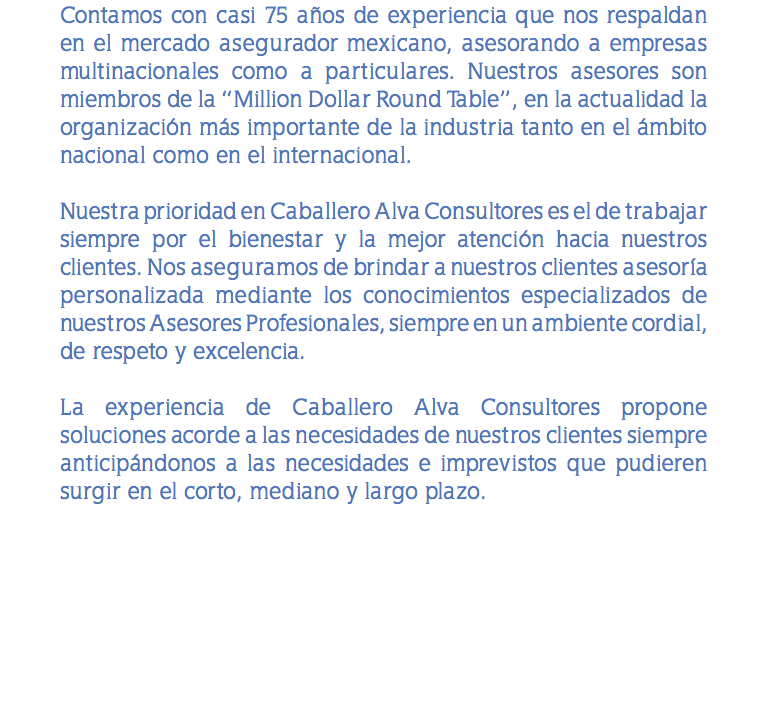 Contamos con casi 75 años de experiencia que nos respaldan
en el mercado asegurador mexicano, asesorando a empresas
multinacionales como a particulares. Nuestros asesores son
miembros de la “Million Dollar Round Table”, en la actualidad la
organización más importante de la industria tanto en el ámbito
nacional como en el internacional.
Nuestra prioridad en Caballero Alva Consultores es el de trabajar
siempre por el bienestar y la mejor atención hacia nuestros
clientes. Nos aseguramos de brindar a nuestros clientes asesoría
personalizada mediante los conocimientos especializados de
nuestros Asesores Profesionales, siempre en un ambiente cordial,
de respeto y excelencia.
La experiencia de Caballero Alva Consultores propone
soluciones acorde a las necesidades de nuestros clientes siempre
anticipándonos a las necesidades e imprevistos que pudieren
surgir en el corto, mediano y largo plazo.